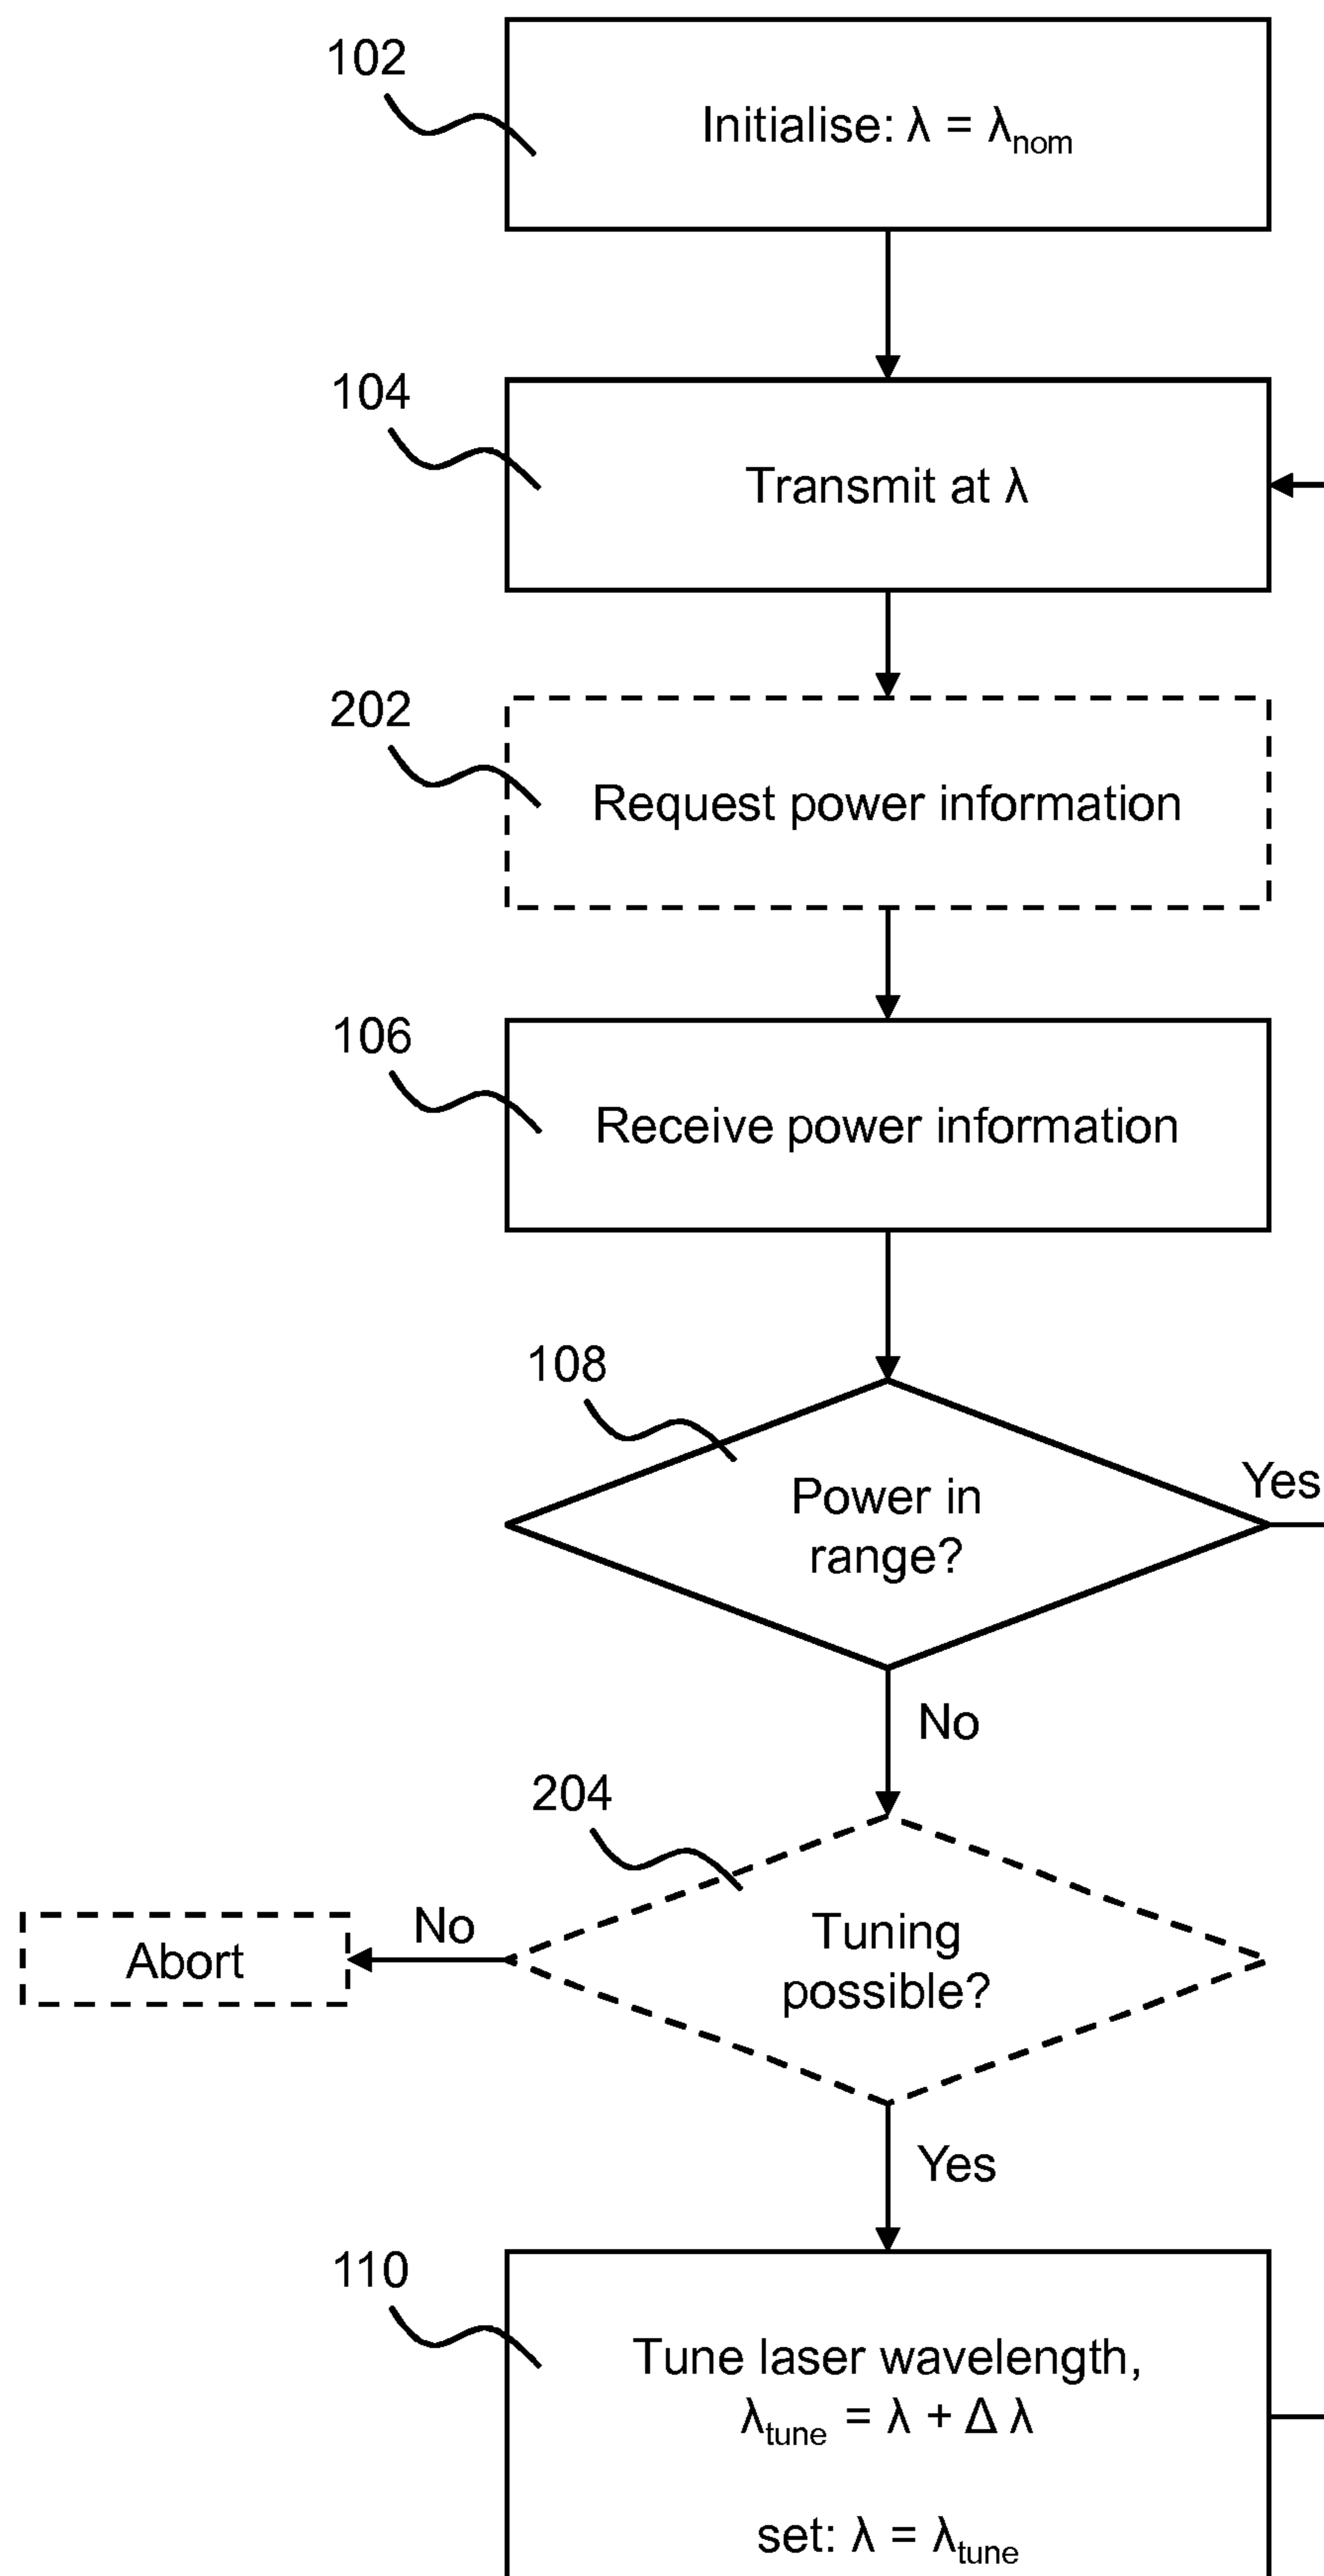 102
Initialise: λ = λnom
104
Transmit at λ
202
Request power information
106
Receive power information
108
Power in
range?
Yes
No
204
Tuning
possible?
No
Abort
Yes
110
Tune laser wavelength,
λtune = λ + Δ λ
set: λ = λtune